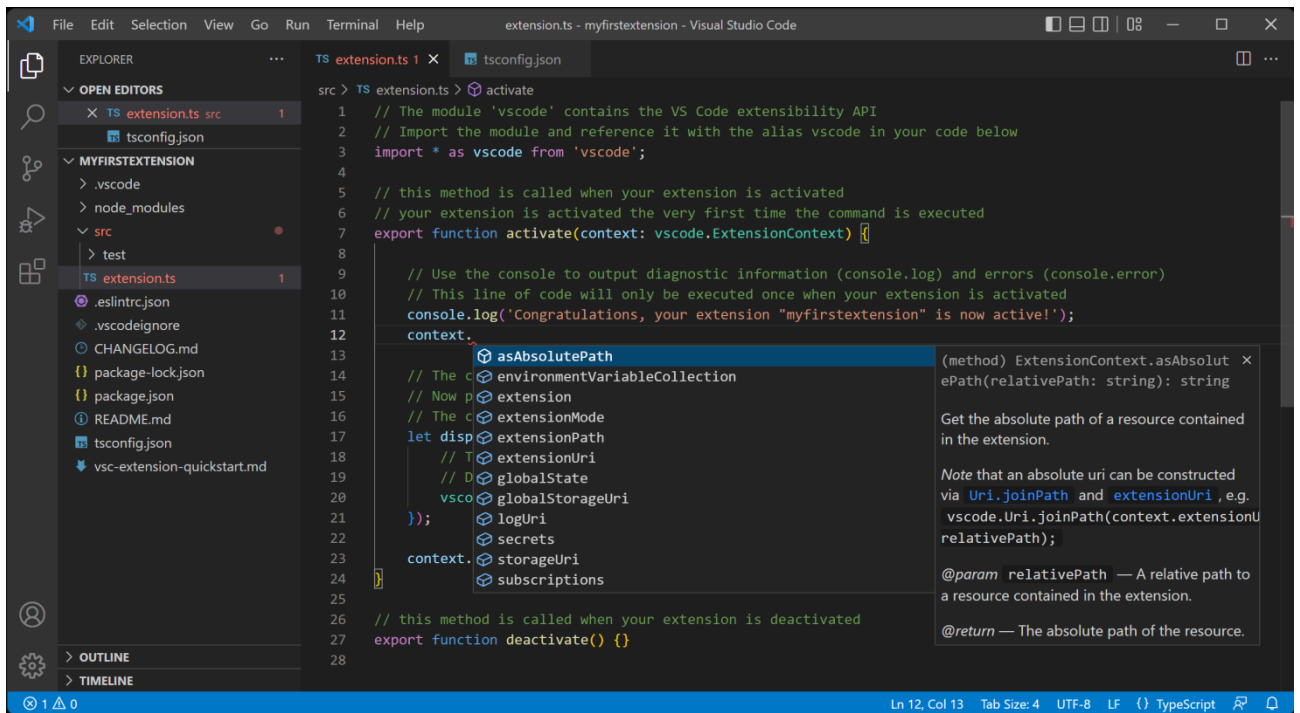 File Edit Selection View Go Run Terminal Help extension.ts - myfirstextension - Visual Studio Code
EXPLORER
OPEN EDITORS
TS extension.ts src 1
TS tsconfig.json
MYFIRSTEXTENSION
.vscode
node_modules
src
test
TS extension.ts 1
.eslintrc.json
.vscodeignore
CHANGELOG.md
{} package-lock.json
{} package.json
README.md
TS tsconfig.json
vsc-extension-quickstart.md
OUTLINE
TIMELINE
TS extension.ts 1 TS tsconfig.json
src > TS extension.ts > activate
1 // The module 'vscode' contains the VS Code extensibility API
2 // Import the module and reference it with the alias vscode in your code below
3 import * as vscode from 'vscode';
4
5 // this method is called when your extension is activated
6 // your extension is activated the very first time the command is executed
7 export function activate(context: vscode.ExtensionContext) {
8
9 // Use the console to output diagnostic information (console.log) and errors (console.error)
10 // This line of code will only be executed once when your extension is activated
11 console.log('Congratulations, your extension "myfirstextension" is now active!');
12 context.
13
14 // The c
15 // Now p
16 // The c
17 let disp
18 // T
19 // D
20 vsco
21 });
22
23 context.
24 }
25
26 // this method is called when your extension is deactivated
27 export function deactivate() {}
28
asAbsolutePath
environmentVariableCollection
extension
extensionMode
extensionPath
extensionUri
globalState
globalStorageUri
logUri
secrets
storageUri
subscriptions
(method) ExtensionContext.asAbsolut
ePath(relativePath: string): string
Get the absolute path of a resource contained
in the extension.
Note that an absolute uri can be constructed
via Uri.joinPath and extensionUri , e.g.
vscode.Uri.joinPath(context.extensionU
relativePath);
@param relativePath — A relative path to
a resource contained in the extension.
@return — The absolute path of the resource.
1 0 Ln 12, Col 13 Tab Size: 4 UTF-8 LF {} TypeScript